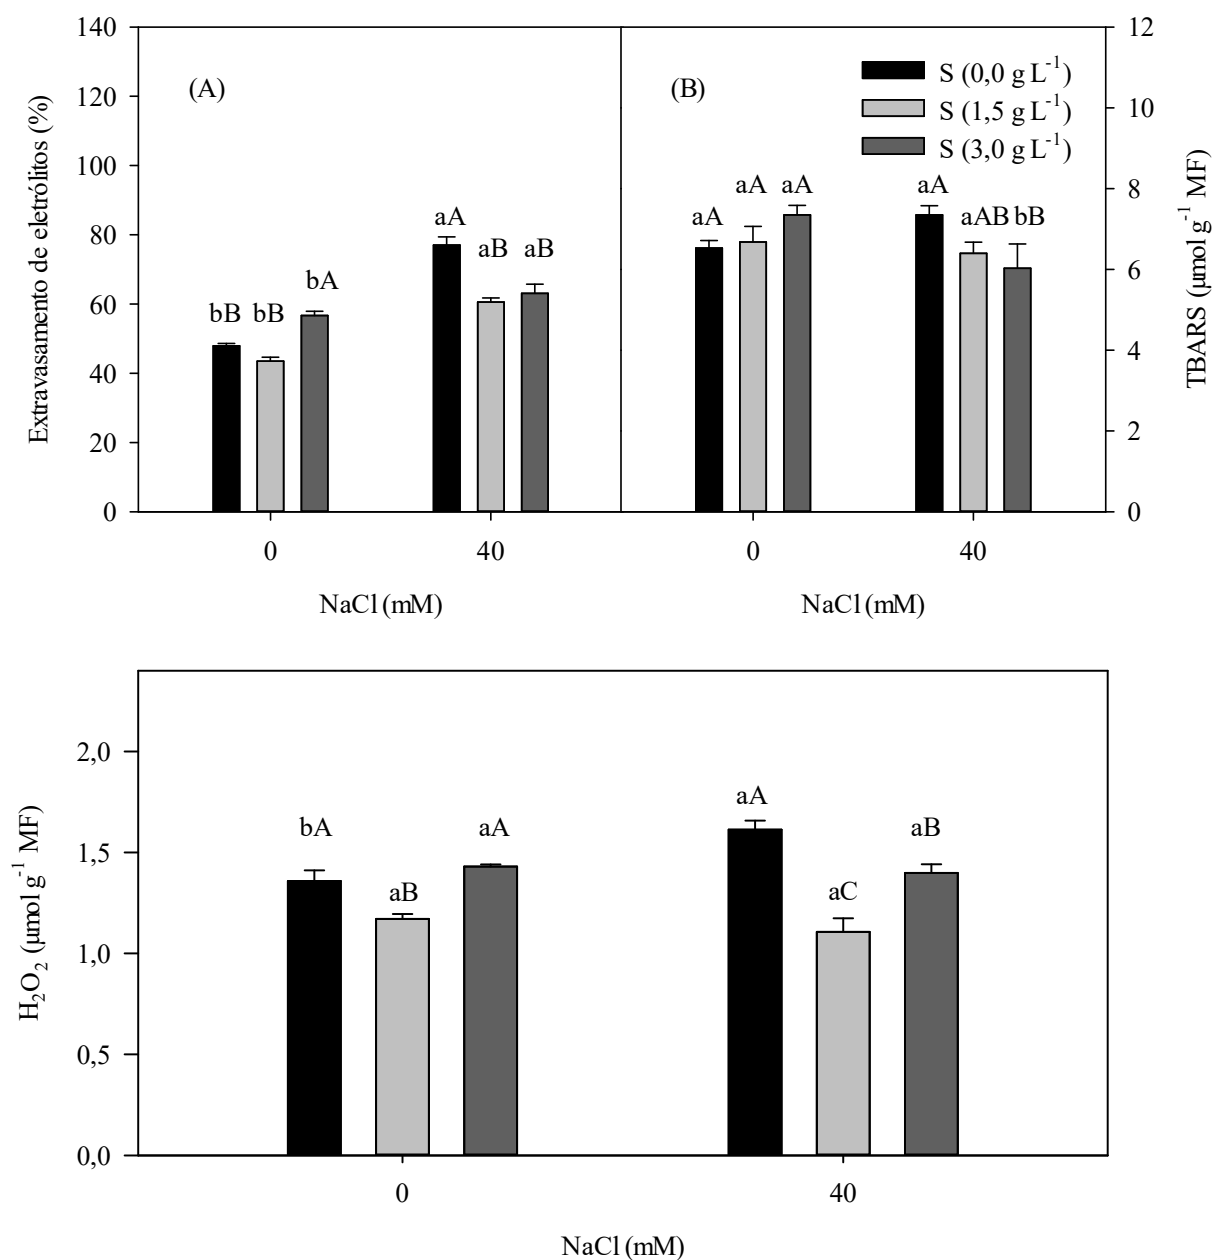 140
120
100
80
60
40
20
0
Extravasamento de eletrólitos (%)
(A)
bB bB bA
aA aB aB
0 40
NaCl (mM)
(B)
S (0,0 g L⁻¹)
S (1,5 g L⁻¹)
S (3,0 g L⁻¹)
aA aA aA
aA aAB bB
0 40
NaCl (mM)
12
10
8
6
4
2
0
TBARS (µmol g⁻¹ MF)
2,0
1,5
1,0
0,5
0,0
H₂O₂ (µmol g⁻¹ MF)
bA aB aA
aA aC aB
0 40
NaCl (mM)